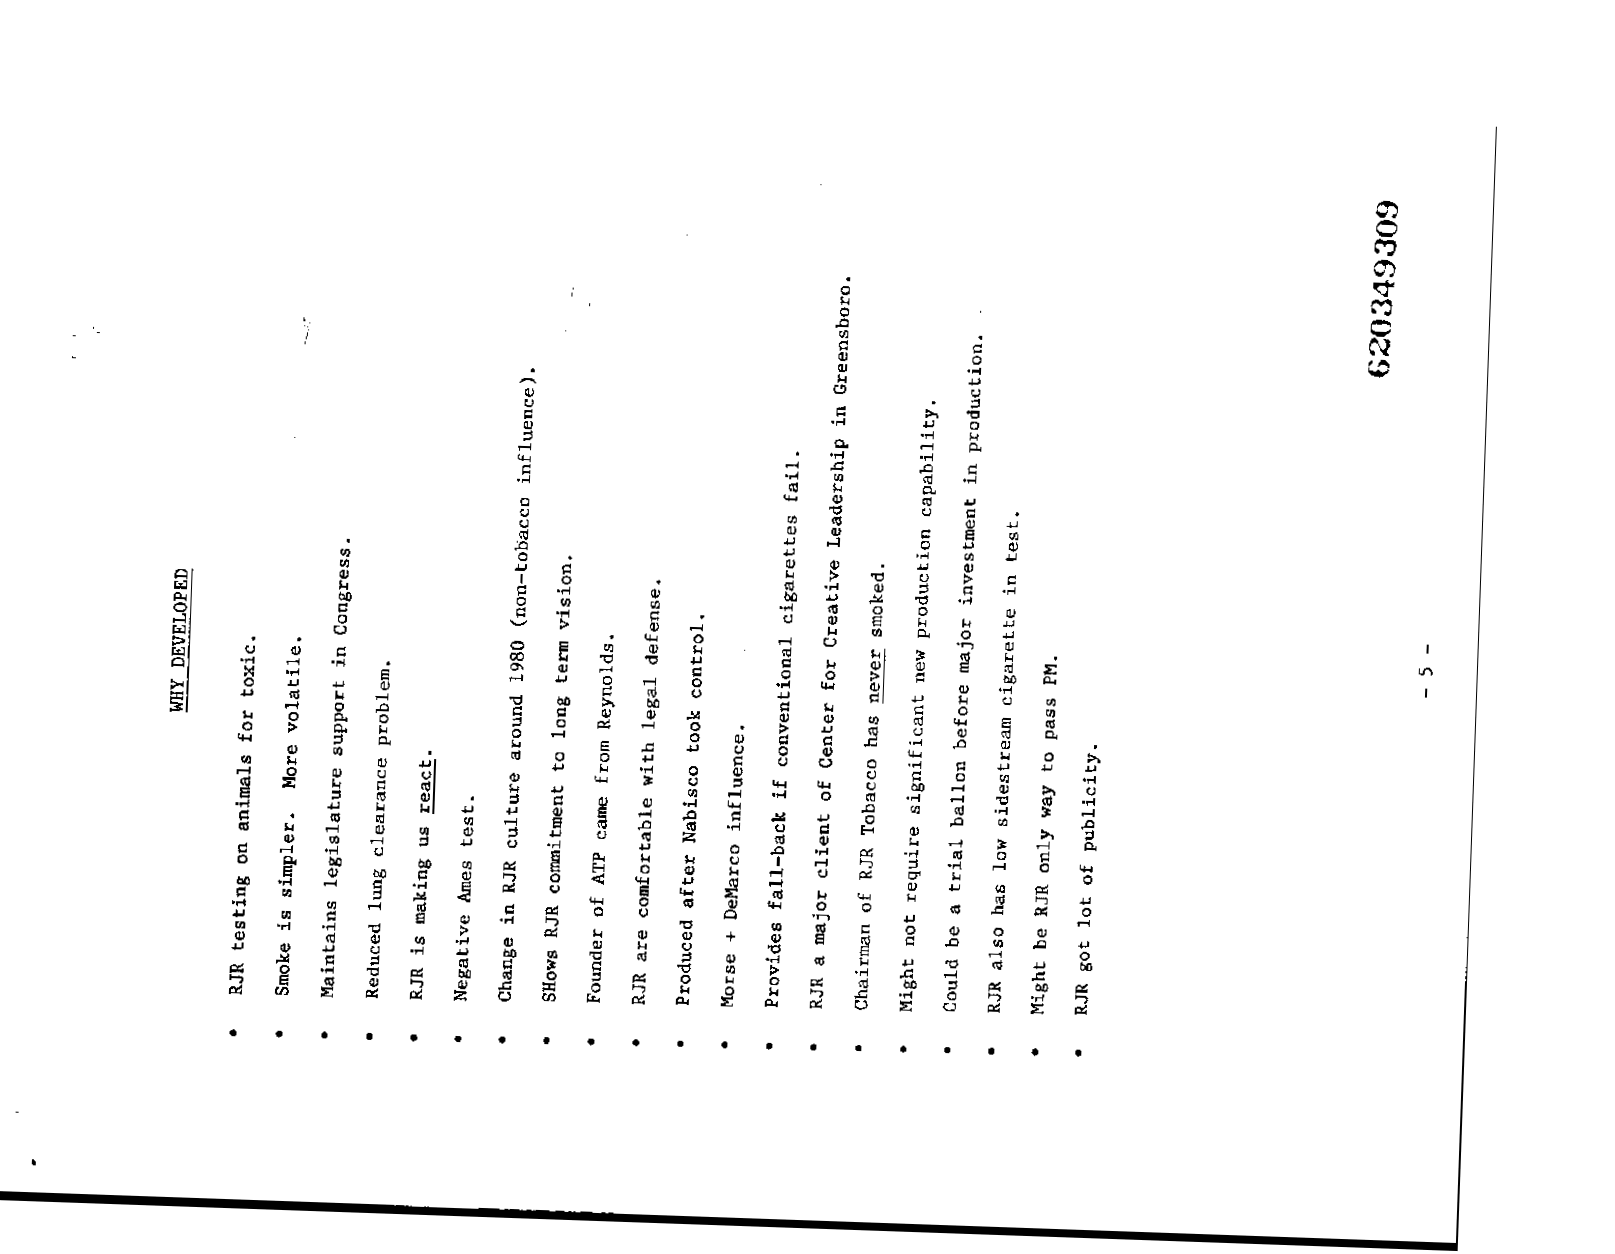 WHY DEVELOPED
• RJR testing on animals for toxic.
• Smoke is simpler. More volatile.
• Maintains legislature support in Congress.
• Reduced lung clearance problem.
• RJR is making us react.
• Negative Ames test.
• Change in RJR culture around 1980 (non-tobacco influence).
• SHows RJR commitment to long term vision.
• Founder of ATP came from Reynolds.
• RJR are comfortable with legal defense.
• Produced after Nabisco took control.
• Morse + DeMarco influence.
• Provides fall-back if conventional cigarettes fail.
• RJR a major client of Center for Creative Leadership in Greensboro.
• Chairman of RJR Tobacco has never smoked.
• Might not require significant new production capability.
• Could be a trial ballon before major investment in production.
• RJR also has low sidestream cigarette in test.
• Might be RJR only way to pass PM.
• RJR got lot of publicity.
- 5 -
620349309